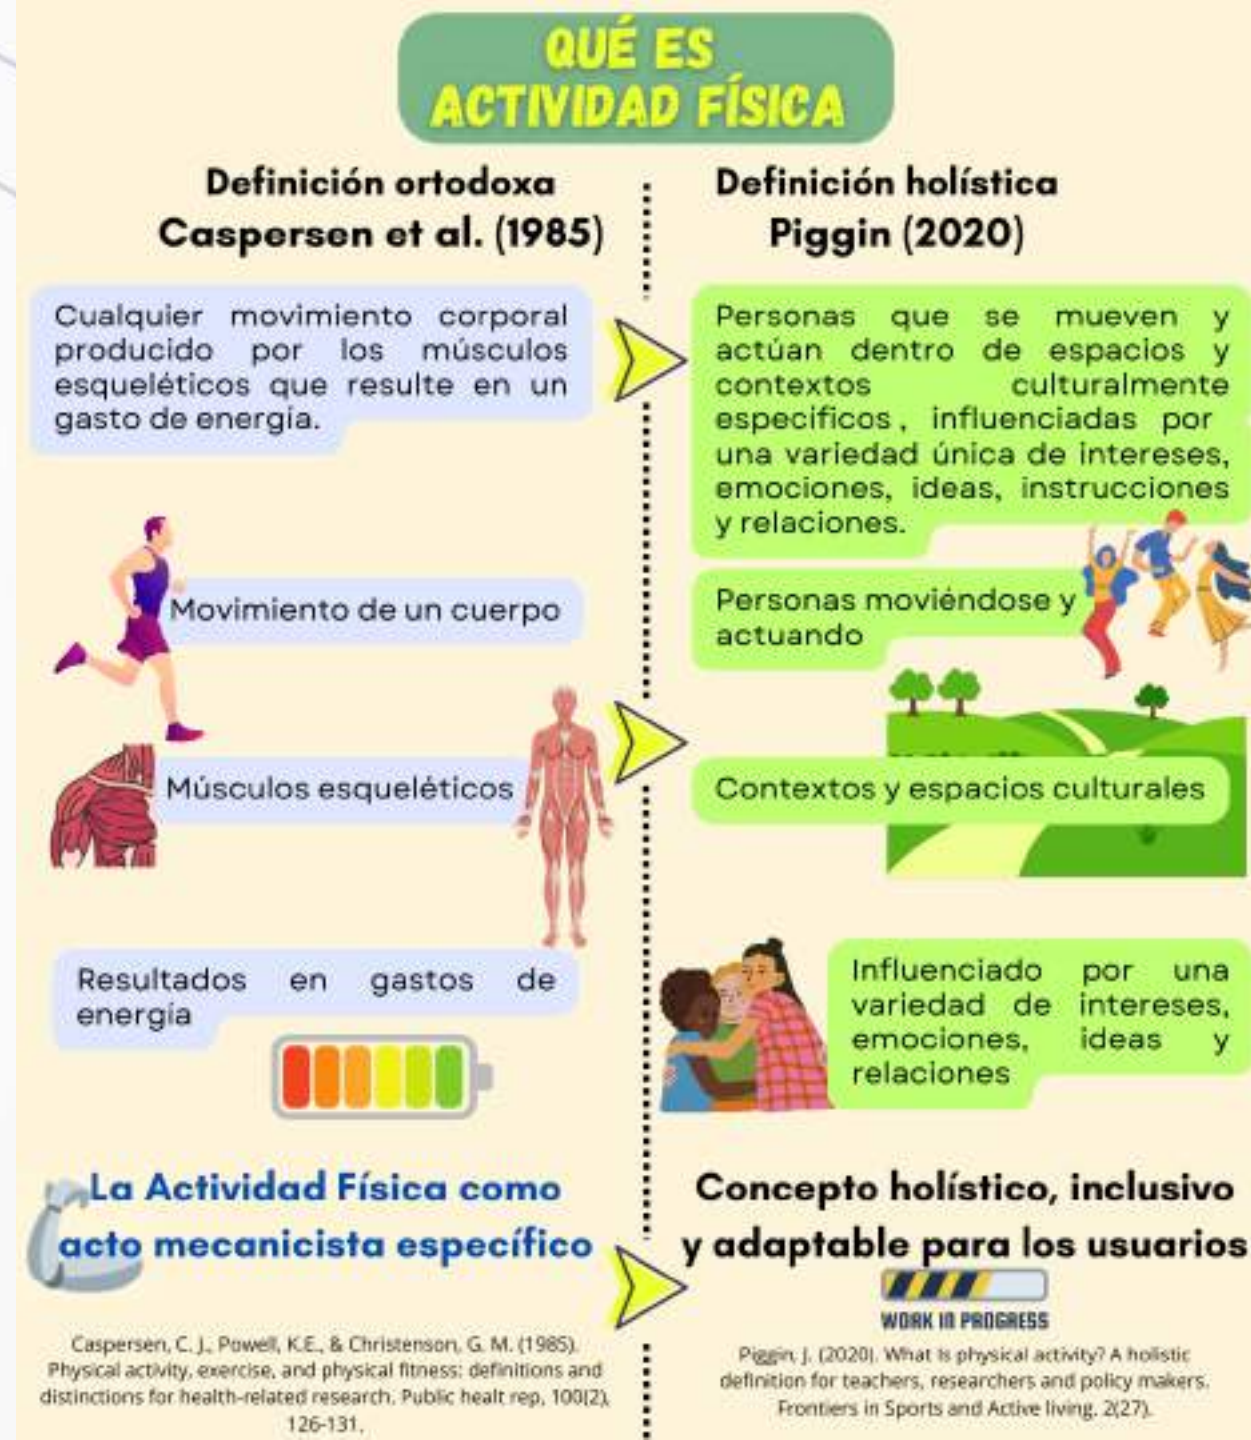 QUÉ ES
ACTIVIDAD FÍSICA
Definición ortodoxa
Caspersen et al. (1985)
Cualquier movimiento corporal
producido por los músculos
esqueléticos que resulte en un
gasto de energía.
Movimiento de un cuerpo
Músculos esqueléticos
Resultados en gastos de
energía
La Actividad Física como
acto mecanicista específico
Caspersen, C. J., Powell, K.E., & Christenson, G. M. (1985).
Physical activity, exercise, and physical fitness: definitions and
distinctions for health-related research. Public healt rep, 100(2),
126-131.
Definición holística
Piggin (2020)
Personas que se mueven y
actúan dentro de espacios y
contextos culturalmente
específicos, influenciadas por
una variedad única de intereses,
emociones, ideas, instrucciones
y relaciones.
Personas moviéndose y
actuando
Contextos y espacios culturales
Influenciado por una
variedad de intereses,
emociones, ideas y
relaciones
Concepto holístico, inclusivo
y adaptable para los usuarios
WORK IN PROGRESS
Piggin, J. (2020). What is physical activity? A holistic
definition for teachers, researchers and policy makers.
Frontiers in Sports and Active living. 2(27).